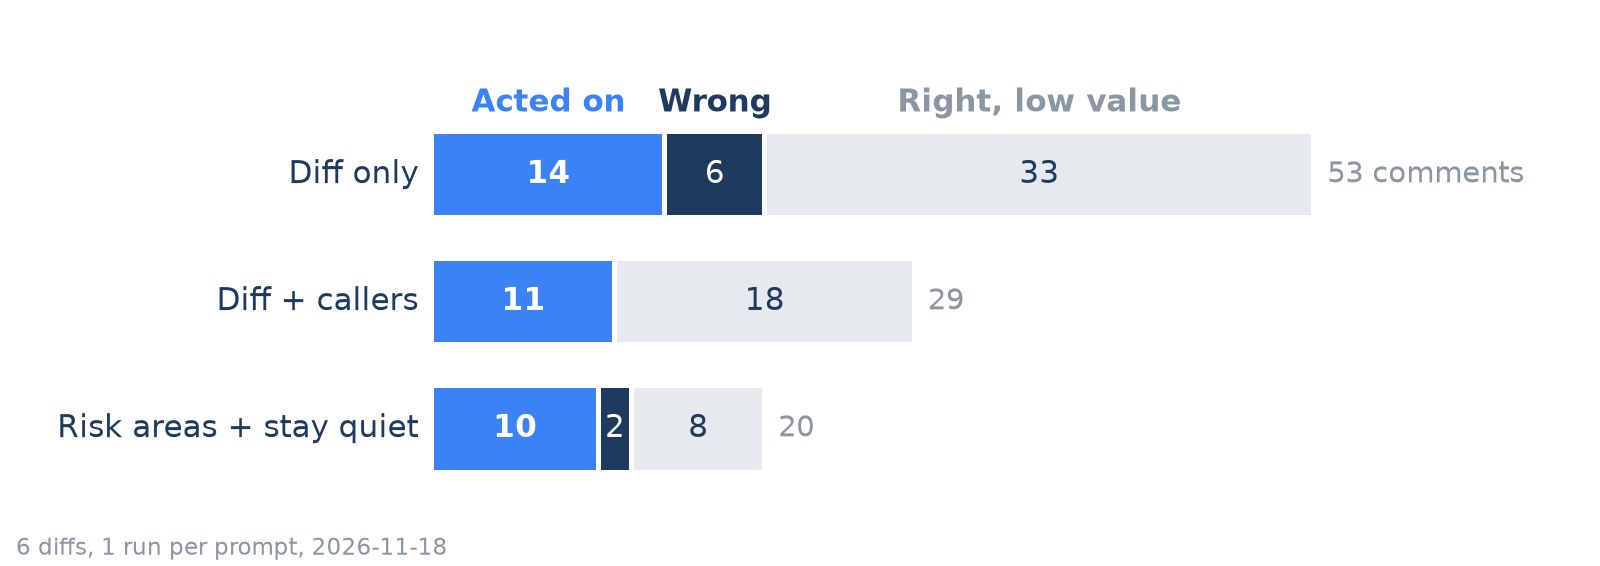 Acted on Wrong Right, low value
Diff only 14 6 33 53 comments
Diff + callers 11 18 29
Risk areas + stay quiet 10 2 8 20
6 diffs, 1 run per prompt, 2026-11-18